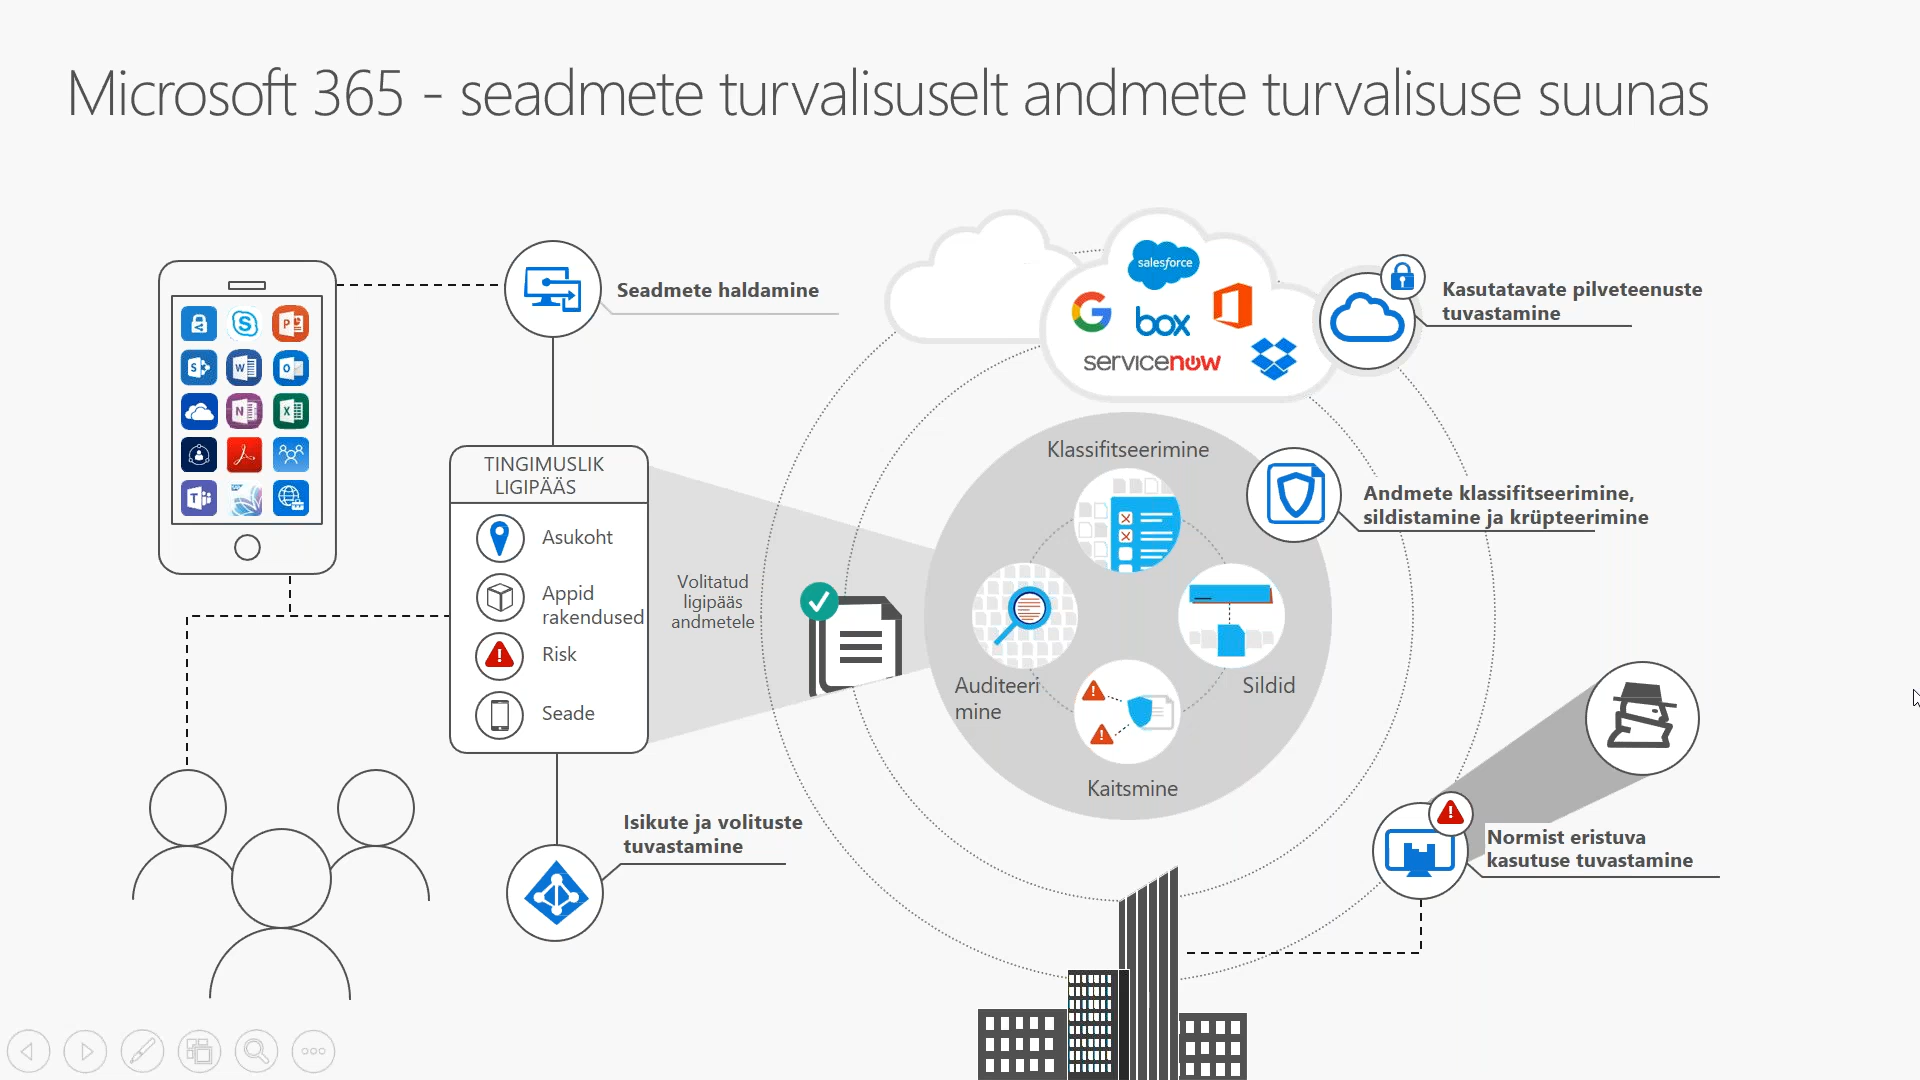 Microsoft 365 - seadmete turvalisuselt andmete turvalisuse suunas
Seadmete haldamine
salesforce
box
servicenow
Kasutatavate pilveteenuste
tuvastamine
TINGIMUSLIK
LIGIPÄÄS
Asukoht
Appid
rakendused
Risk
Seade
Volitatud
ligipääs
andmetele
Klassifitseerimine
Auditeeri
mine
Sildid
Kaitsmine
Andmete klassifitseerimine,
sildistamine ja krüpteerimine
Isikute ja volituste
tuvastamine
Normist eristuva
kasutuse tuvastamine